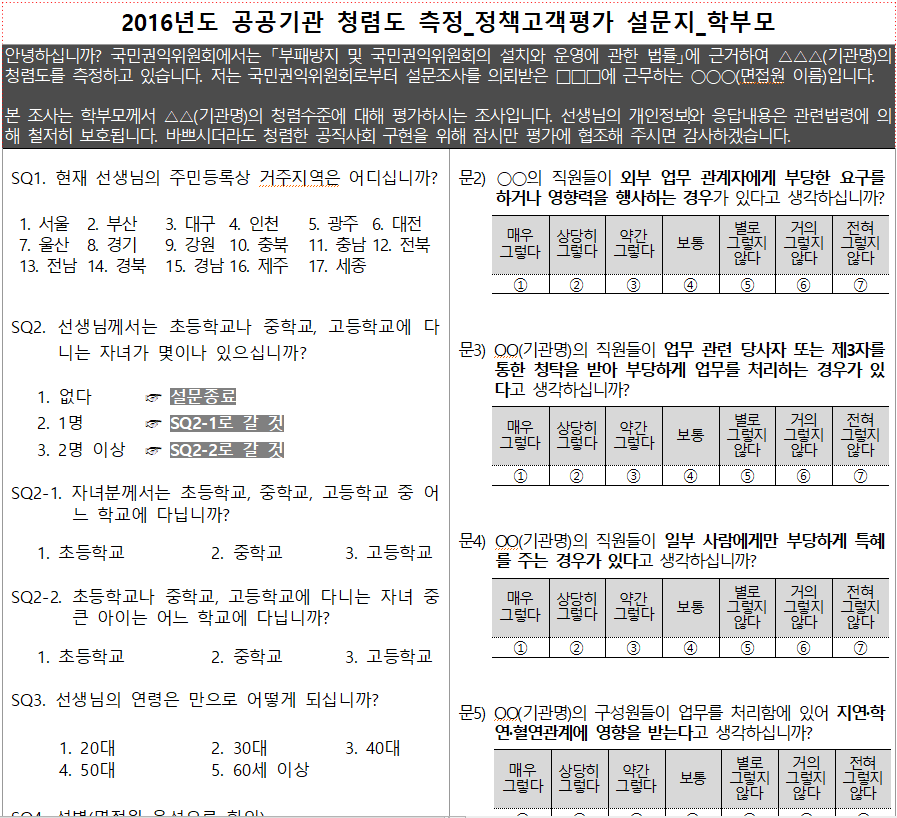 2016년도 공공기관 청렴도 측정_정책고객평가 설문지_학부모
안녕하십니까? 국민권익위원회에서는 「부패방지 및 국민권익위원회의 설치와 운영에 관한 법률」에 근거하여 △△△(기관명)의
청렴도를 측정하고 있습니다. 저는 국민권익위원회로부터 설문조사를 의뢰받은 □□□에 근무하는 ○○○(면접원 이름)입니다.
본 조사는 학부모께서 △△(기관명)의 청렴수준에 대해 평가하시는 조사입니다. 선생님의 개인정보와 응답내용은 관련법령에 의
해 철저히 보호됩니다. 바쁘시더라도 청렴한 공직사회 구현을 위해 잠시만 평가에 협조해 주시면 감사하겠습니다.
SQ1. 현재 선생님의 주민등록상 거주지역은 어디십니까?
1. 서울 2. 부산 3. 대구 4. 인천 5. 광주 6. 대전
7. 울산 8. 경기 9. 강원 10. 충북 11. 충남 12. 전북
13. 전남 14. 경북 15. 경남 16. 제주 17. 세종
SQ2. 선생님께서는 초등학교나 중학교, 고등학교에 다
니는 자녀가 몇이나 있으십니까?
1. 없다 ☞ 설문종료
2. 1명 ☞ SQ2-1로 갈 것
3. 2명 이상 ☞ SQ2-2로 갈 것
SQ2-1. 자녀분께서는 초등학교, 중학교, 고등학교 중 어
느 학교에 다닙니까?
1. 초등학교 2. 중학교 3. 고등학교
SQ2-2. 초등학교나 중학교, 고등학교에 다니는 자녀 중
큰 아이는 어느 학교에 다닙니까?
1. 초등학교 2. 중학교 3. 고등학교
SQ3. 선생님의 연령은 만으로 어떻게 되십니까?
1. 20대 2. 30대 3. 40대
4. 50대 5. 60세 이상
문2) ○○의 직원들이 외부 업무 관계자에게 부당한 요구를
하거나 영향력을 행사하는 경우가 있다고 생각하십니까?
매우 상당히 약간 보통 별로 거의 전혀
그렇다 그렇다 그렇다 그렇지 그렇지 그렇지
않다 않다 않다
① ② ③ ④ ⑤ ⑥ ⑦
문3) ○○(기관명)의 직원들이 업무 관련 당사자 또는 제3자를
통한 청탁을 받아 부당하게 업무를 처리하는 경우가 있
다고 생각하십니까?
매우 상당히 약간 보통 별로 거의 전혀
그렇다 그렇다 그렇다 그렇지 그렇지 그렇지
않다 않다 않다
① ② ③ ④ ⑤ ⑥ ⑦
문4) ○○(기관명)의 직원들이 일부 사람에게만 부당하게 특혜
를 주는 경우가 있다고 생각하십니까?
매우 상당히 약간 보통 별로 거의 전혀
그렇다 그렇다 그렇다 그렇지 그렇지 그렇지
않다 않다 않다
① ② ③ ④ ⑤ ⑥ ⑦
문5) ○○(기관명)의 구성원들이 업무를 처리함에 있어 지연·학
연·혈연관계에 영향을 받는다고 생각하십니까?
매우 상당히 약간 보통 별로 거의 전혀
그렇다 그렇다 그렇다 그렇지 그렇지 그렇지
않다 않다 않다